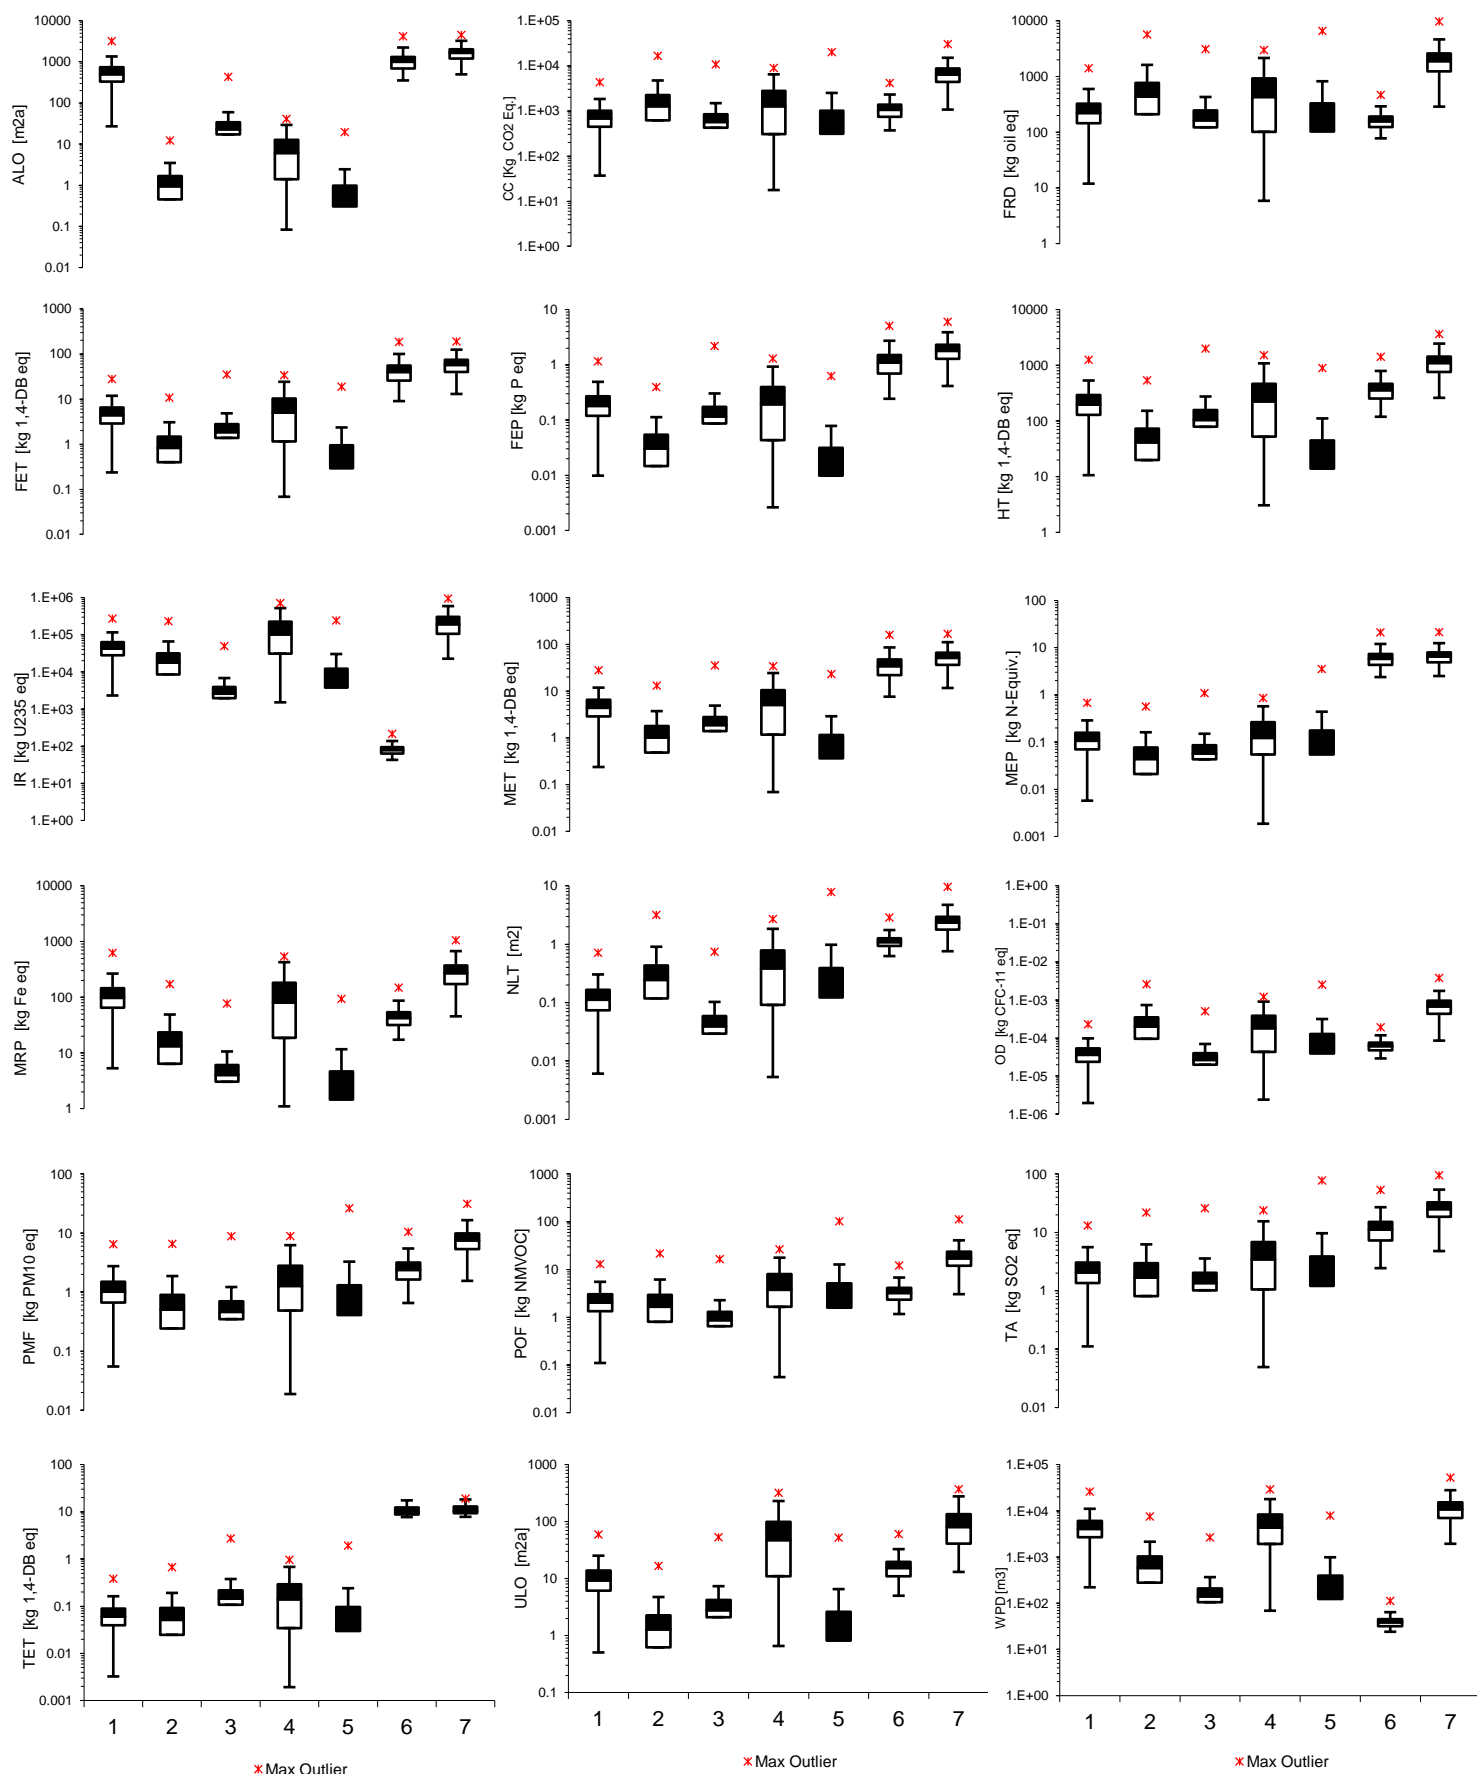 ALO [m2a]
10000
1000
100
10
1
0.1
0.01
CC [Kg CO2 Eq.]
1.E+05
1.E+04
1.E+03
1.E+02
1.E+01
1.E+00
FRD [kg oil eq]
10000
1000
100
10
1
FET [kg 1,4-DB eq]
1000
100
10
1
0.1
0.01
FEP [kg P eq]
10
1
0.1
0.01
0.001
HT [kg 1,4-DB eq]
10000
1000
100
10
1
IR [kg U235 eq]
1.E+06
1.E+05
1.E+04
1.E+03
1.E+02
1.E+01
1.E+00
MET [kg 1,4-DB eq]
1000
100
10
1
0.1
0.01
MEP [kg N-Equiv.]
100
10
1
0.1
0.01
0.001
MRP [kg Fe eq]
10000
1000
100
10
1
NLT [m2]
10
1
0.1
0.01
0.001
OD [kg CFC-11 eq]
1.E+00
1.E-01
1.E-02
1.E-03
1.E-04
1.E-05
1.E-06
PMF [kg PM10 eq]
100
10
1
0.1
0.01
POF [kg NMVOC]
1000
100
10
1
0.1
0.01
TA [kg SO2 eq]
100
10
1
0.1
0.01
TET [kg 1,4-DB eq]
100
10
1
0.1
0.01
0.001
1 2 3 4 5 6 7
Max Outlier
ULO [m2a]
1000
100
10
1
0.1
1 2 3 4 5 6 7
Max Outlier
WPD [m3]
1.E+05
1.E+04
1.E+03
1.E+02
1.E+01
1.E+00
1 2 3 4 5 6 7
Max Outlier